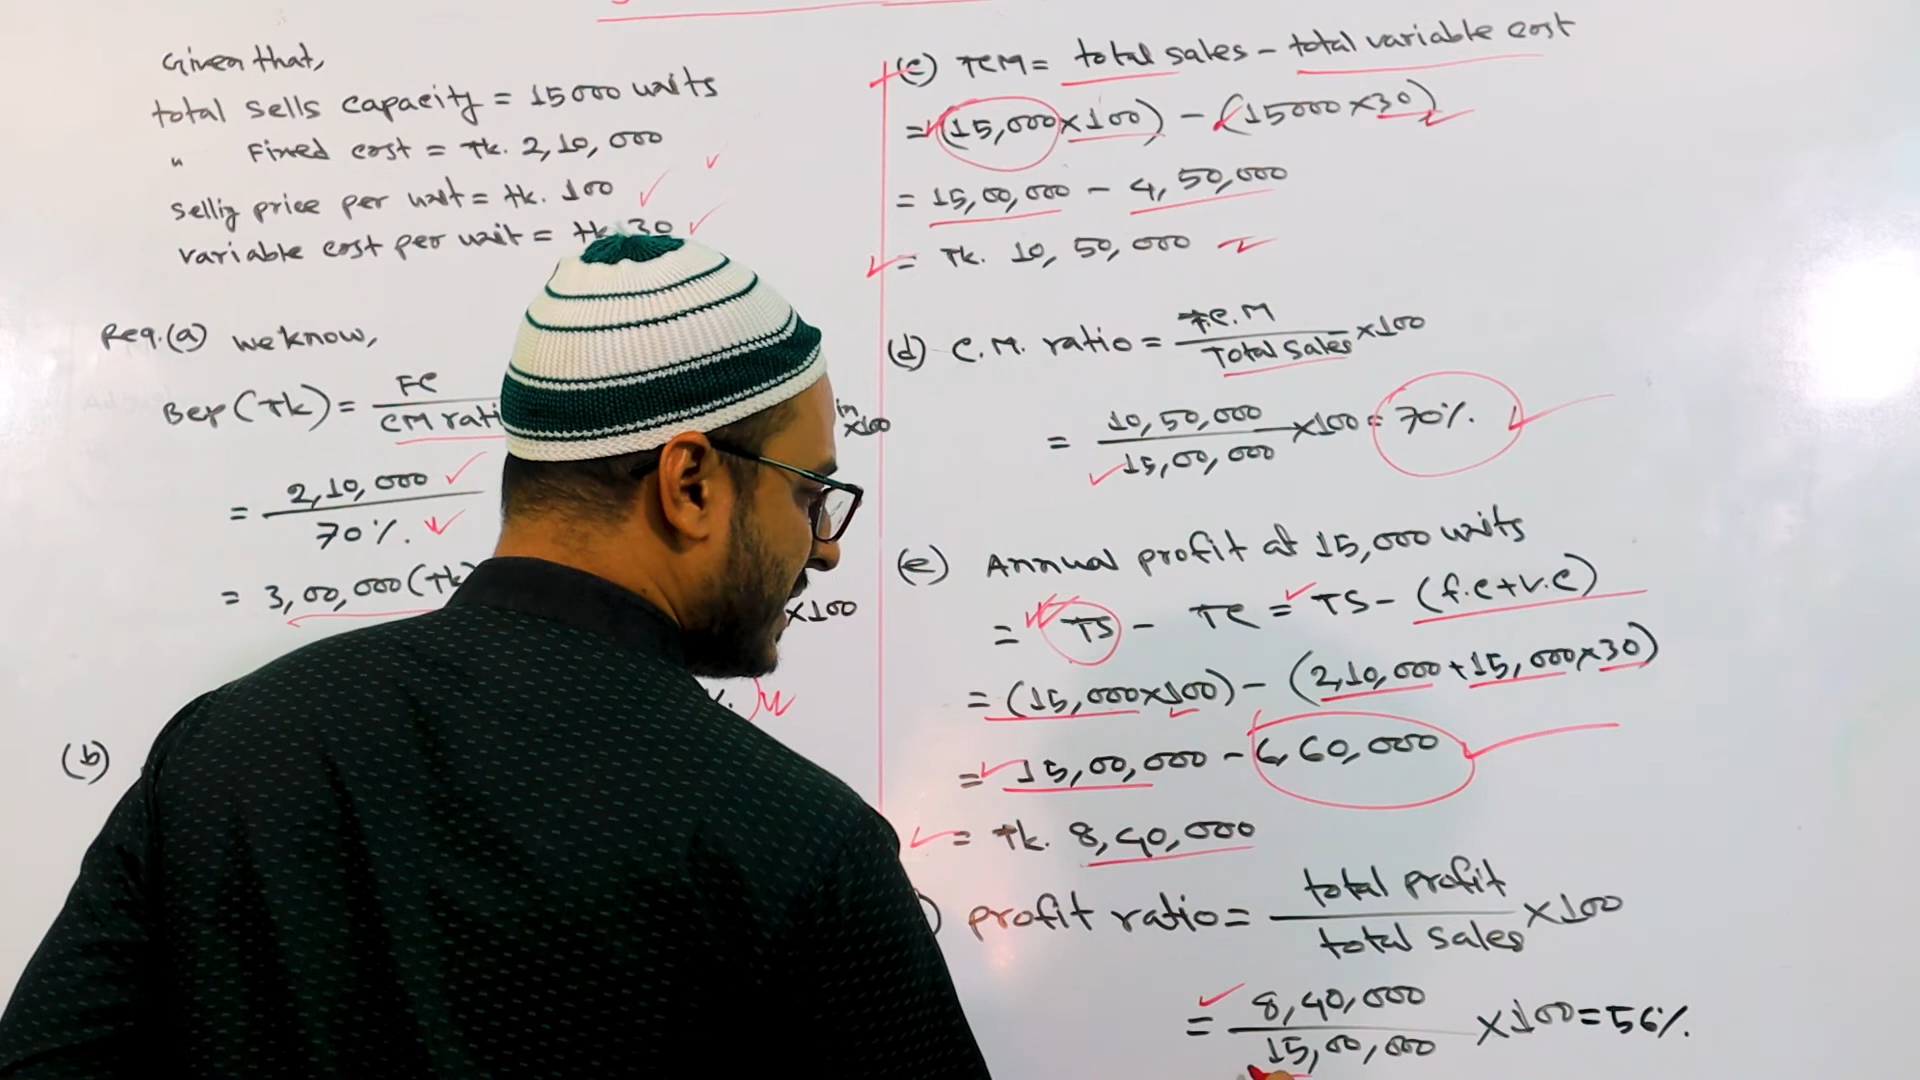 Given that,
total sells capacity = 15000 units
" Fixed cost = Tk. 2,10,000
Sellig price per unit = tk. 100
variable cost per unit = tk 30
Req.(a) we know,
Bep (Tk) = FC / CM rati
in
×100
= 2,10,000 / 70%.
= 3,00,000 (Tk
×100
%.
(b)
(c) TCM = total sales - total variable cost
= (15,000×100) - (15000×30)
= 15,00,000 - 4,50,000
= Tk. 10,50,000
(d) C.M. ratio = T.C.M / Total Sales ×100
= 10,50,000 / 15,00,000 ×100 = 70%.
(e) Annual profit at 15,000 units
= TS - TC = TS - (f.c+v.c)
= (15,000×100) - (2,10,000+15,000×30)
= 15,00,000 - 6,60,000
= Tk. 8,40,000
) profit ratio = total profit / total sales ×100
= 8,40,000 / 15,00,000 ×100 = 56%.